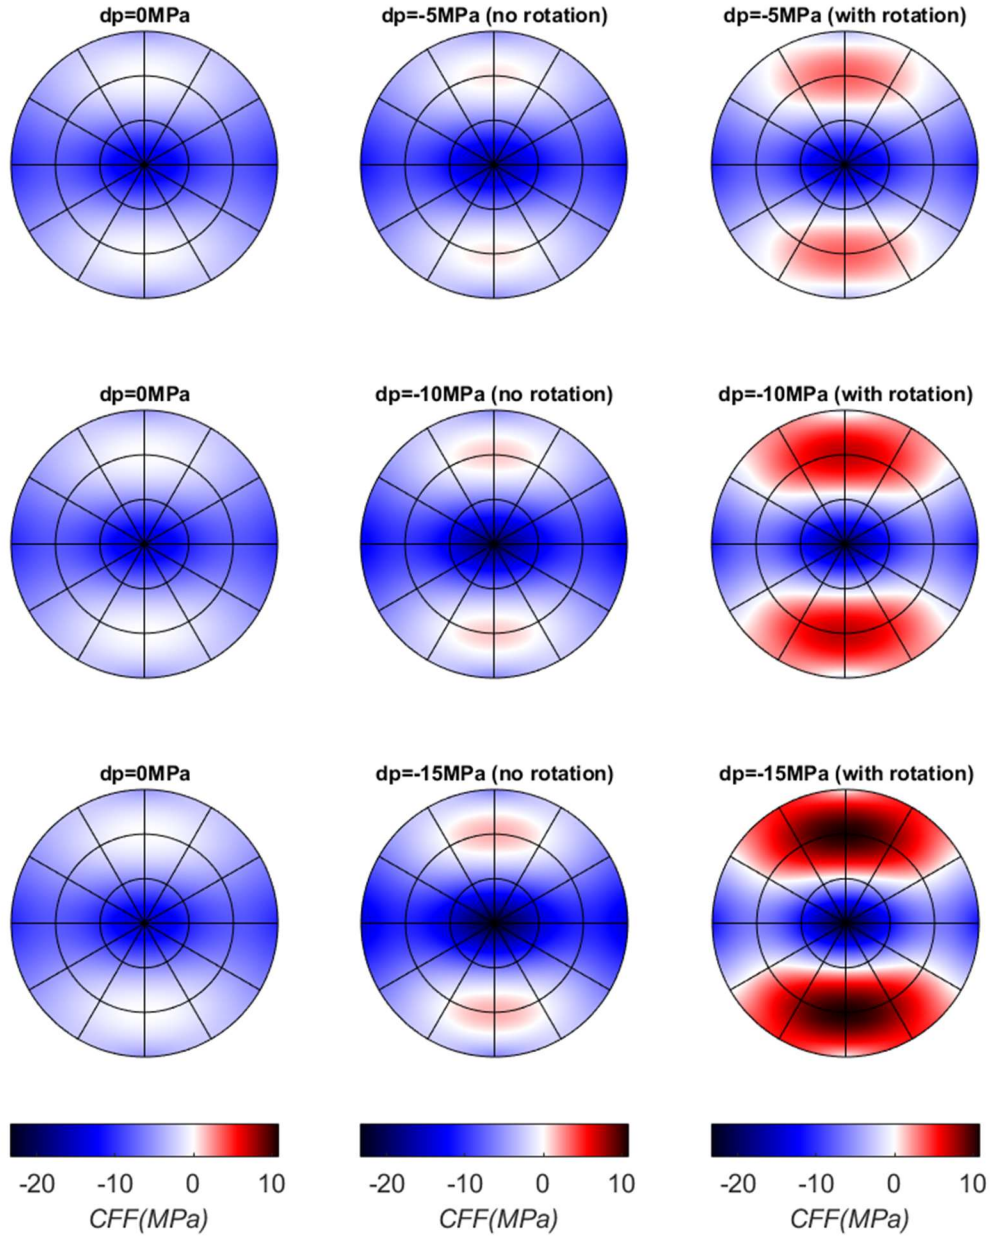 dp=0MPa
dp=-5MPa (no rotation)
dp=-5MPa (with rotation)
dp=0MPa
dp=-10MPa (no rotation)
dp=-10MPa (with rotation)
dp=0MPa
dp=-15MPa (no rotation)
dp=-15MPa (with rotation)
-20 -10 0 10
-20 -10 0 10
-20 -10 0 10
CFF(MPa)
CFF(MPa)
CFF(MPa)